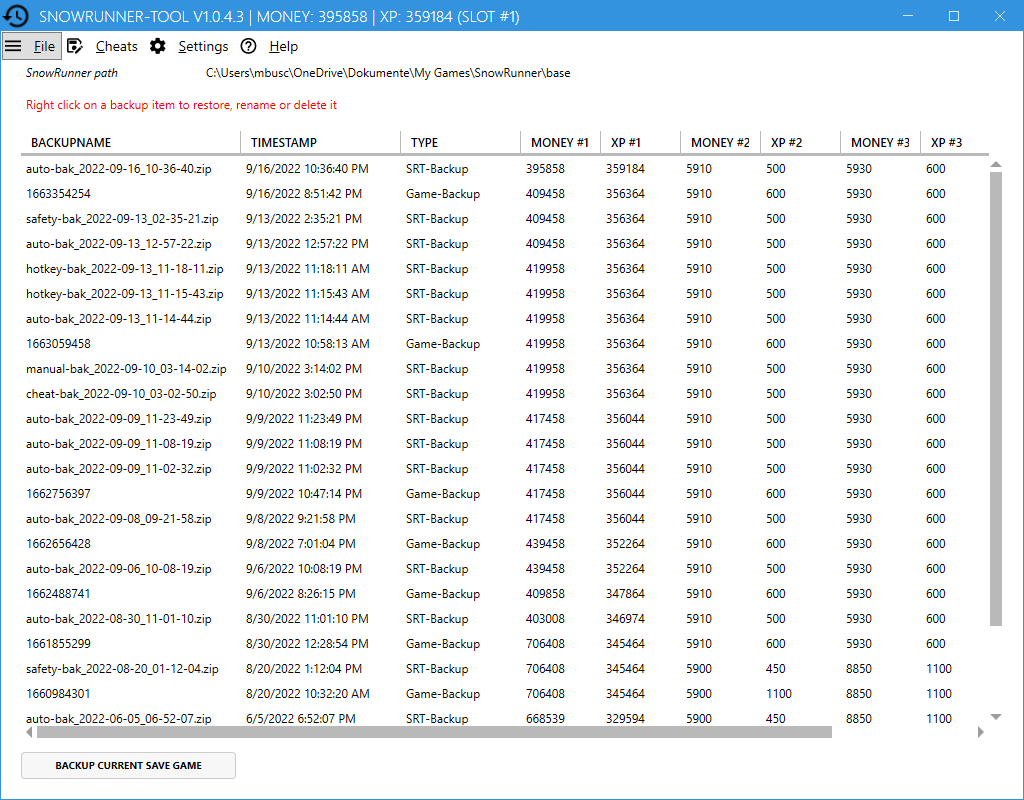 SNOWRUNNER-TOOL V1.0.4.3 | MONEY: 395858 | XP: 359184 (SLOT #1)
File Cheats Settings Help
SnowRunner path C:\Users\mbusc\OneDrive\Dokumente\My Games\SnowRunner\base
Right click on a backup item to restore, rename or delete it
BACKUPNAME TIMESTAMP TYPE MONEY #1 XP #1 MONEY #2 XP #2 MONEY #3 XP #3
auto-bak_2022-09-16_10-36-40.zip 9/16/2022 10:36:40 PM SRT-Backup 395858 359184 5910 500 5930 600
1663354254 9/16/2022 8:51:42 PM Game-Backup 409458 356364 5910 600 5930 600
safety-bak_2022-09-13_02-35-21.zip 9/13/2022 2:35:21 PM SRT-Backup 409458 356364 5910 500 5930 600
auto-bak_2022-09-13_12-57-22.zip 9/13/2022 12:57:22 PM SRT-Backup 409458 356364 5910 500 5930 600
hotkey-bak_2022-09-13_11-18-11.zip 9/13/2022 11:18:11 AM SRT-Backup 419958 356364 5910 500 5930 600
hotkey-bak_2022-09-13_11-15-43.zip 9/13/2022 11:15:43 AM SRT-Backup 419958 356364 5910 500 5930 600
auto-bak_2022-09-13_11-14-44.zip 9/13/2022 11:14:44 AM SRT-Backup 419958 356364 5910 500 5930 600
1663059458 9/13/2022 10:58:13 AM Game-Backup 419958 356364 5910 600 5930 600
manual-bak_2022-09-10_03-14-02.zip 9/10/2022 3:14:02 PM SRT-Backup 419958 356364 5910 500 5930 600
cheat-bak_2022-09-10_03-02-50.zip 9/10/2022 3:02:50 PM SRT-Backup 419958 356364 5910 500 5930 600
auto-bak_2022-09-09_11-23-49.zip 9/9/2022 11:23:49 PM SRT-Backup 417458 356044 5910 500 5930 600
auto-bak_2022-09-09_11-08-19.zip 9/9/2022 11:08:19 PM SRT-Backup 417458 356044 5910 500 5930 600
auto-bak_2022-09-09_11-02-32.zip 9/9/2022 11:02:32 PM SRT-Backup 417458 356044 5910 500 5930 600
1662756397 9/9/2022 10:47:14 PM Game-Backup 417458 356044 5910 600 5930 600
auto-bak_2022-09-08_09-21-58.zip 9/8/2022 9:21:58 PM SRT-Backup 417458 356044 5910 500 5930 600
1662656428 9/8/2022 7:01:04 PM Game-Backup 439458 352264 5910 600 5930 600
auto-bak_2022-09-06_10-08-19.zip 9/6/2022 10:08:19 PM SRT-Backup 439458 352264 5910 500 5930 600
1662488741 9/6/2022 8:26:15 PM Game-Backup 409858 347864 5910 600 5930 600
auto-bak_2022-08-30_11-01-10.zip 8/30/2022 11:01:10 PM SRT-Backup 403008 346974 5910 500 5930 600
1661855299 8/30/2022 12:28:54 PM Game-Backup 706408 345464 5910 600 5930 600
safety-bak_2022-08-20_01-12-04.zip 8/20/2022 1:12:04 PM SRT-Backup 706408 345464 5900 450 8850 1100
1660984301 8/20/2022 10:32:20 AM Game-Backup 706408 345464 5900 1100 8850 1100
auto-bak_2022-06-05_06-52-07.zip 6/5/2022 6:52:07 PM SRT-Backup 668539 329594 5900 450 8850 1100
BACKUP CURRENT SAVE GAME